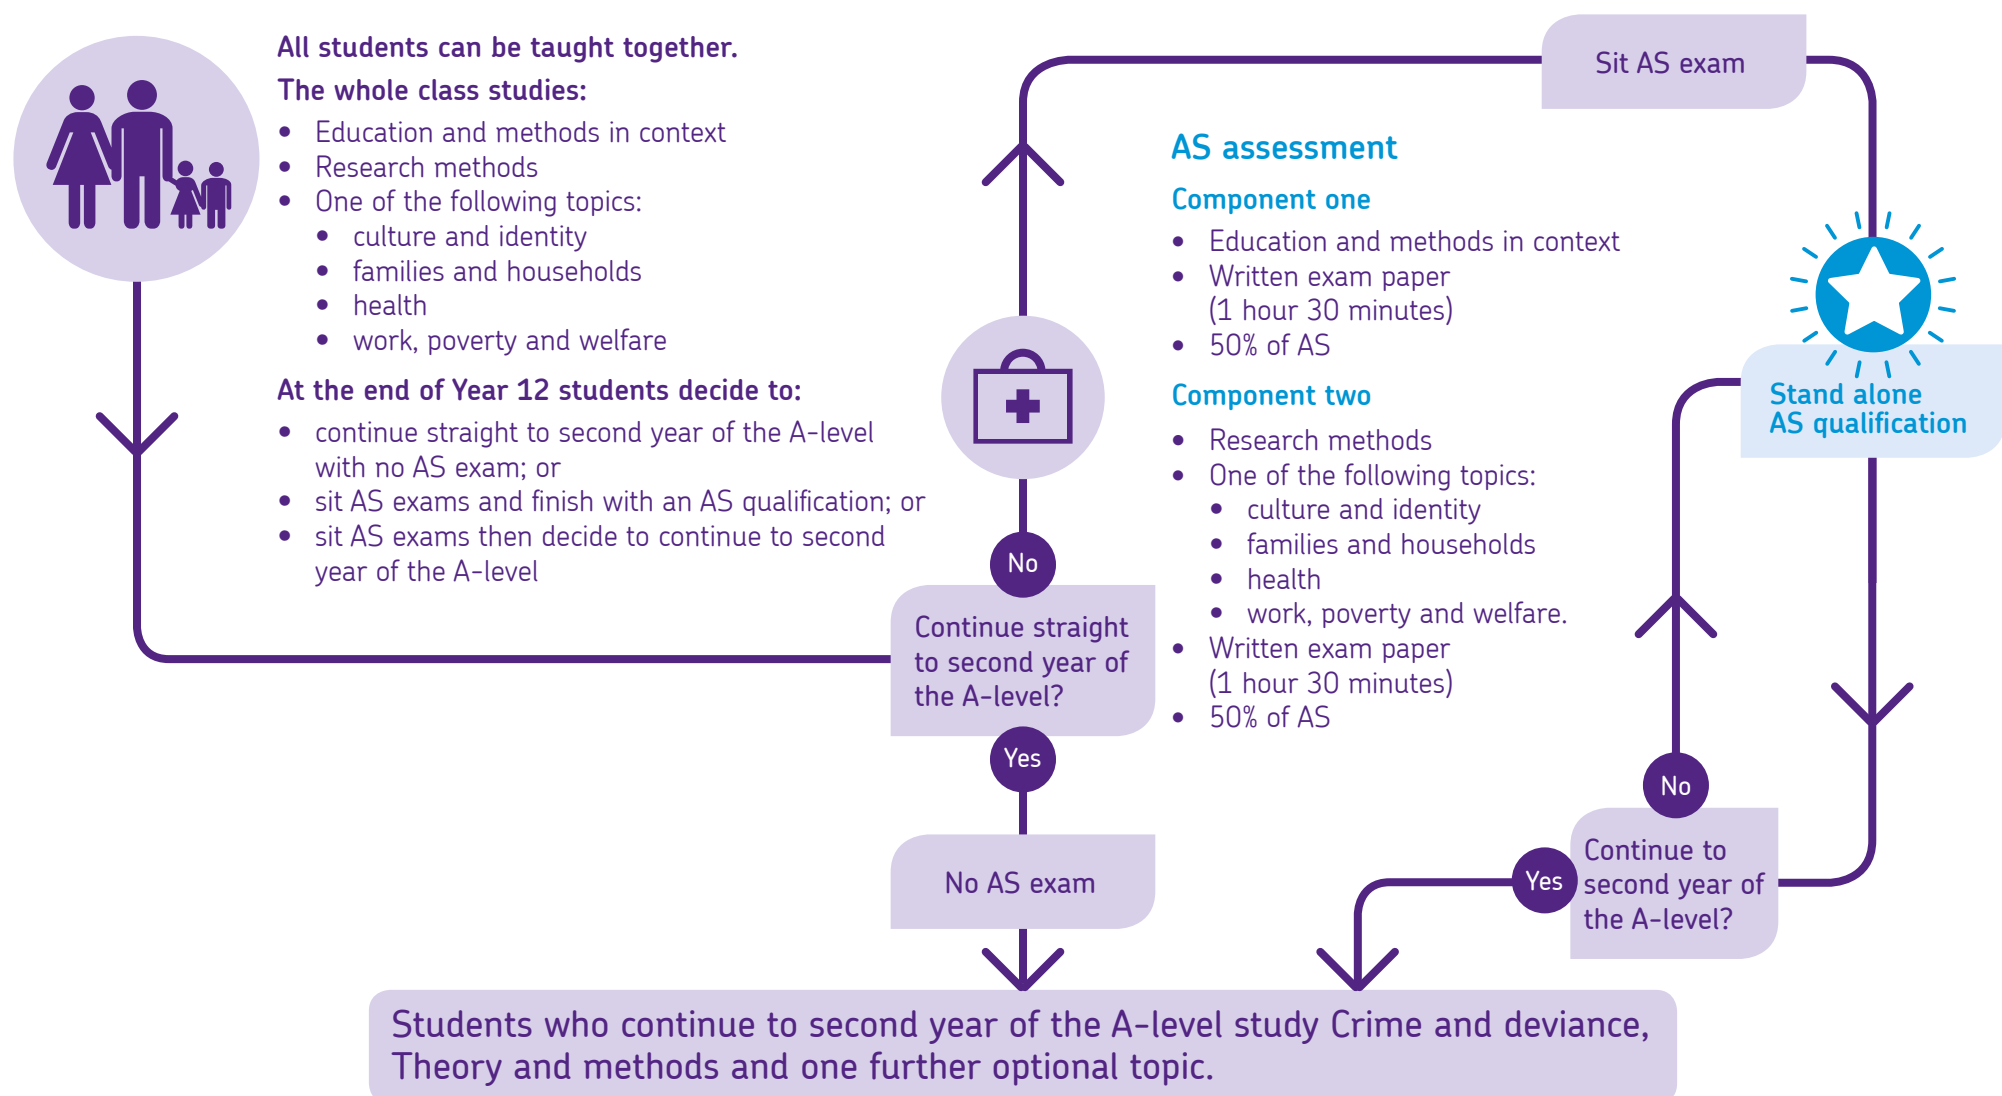 All students can be taught together.
The whole class studies:
• Education and methods in context
• Research methods
• One of the following topics:
• culture and identity
• families and households
• health
• work, poverty and welfare
At the end of Year 12 students decide to:
• continue straight to second year of the A-level
with no AS exam; or
• sit AS exams and finish with an AS qualification; or
• sit AS exams then decide to continue to second
year of the A-level
No
Continue straight
to second year of
the A-level?
Yes
No AS exam
Sit AS exam
AS assessment
Component one
• Education and methods in context
• Written exam paper
(1 hour 30 minutes)
• 50% of AS
Component two
• Research methods
• One of the following topics:
• culture and identity
• families and households
• health
• work, poverty and welfare.
• Written exam paper
(1 hour 30 minutes)
• 50% of AS
Stand alone
AS qualification
No
Yes
Continue to
second year of
the A-level?
Students who continue to second year of the A-level study Crime and deviance,
Theory and methods and one further optional topic.